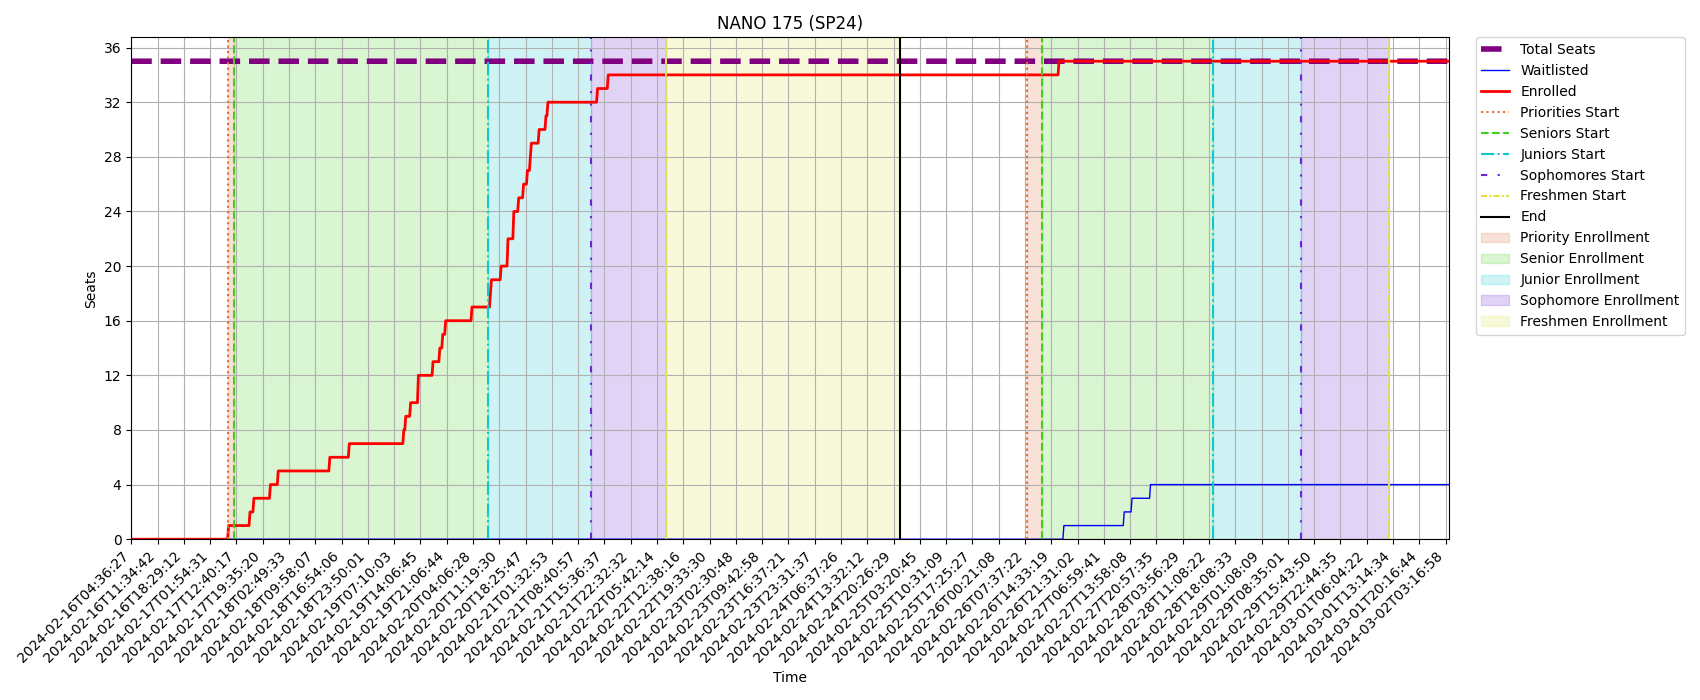 NANO 175 (SP24)
Seats
36
32
28
24
20
16
12
8
4
0
2024-02-16T04:36:27
2024-02-16T11:34:42
2024-02-16T18:29:12
2024-02-17T01:54:31
2024-02-17T12:40:17
2024-02-17T19:35:20
2024-02-18T02:49:33
2024-02-18T09:58:07
2024-02-18T16:54:06
2024-02-18T23:50:01
2024-02-19T07:10:03
2024-02-19T14:06:45
2024-02-19T21:06:44
2024-02-20T04:06:28
2024-02-20T11:19:30
2024-02-20T18:25:47
2024-02-21T01:32:53
2024-02-21T08:40:57
2024-02-21T15:36:37
2024-02-21T22:32:32
2024-02-22T05:42:14
2024-02-22T12:38:16
2024-02-22T19:33:30
2024-02-23T02:30:48
2024-02-23T09:42:58
2024-02-23T16:37:21
2024-02-23T23:31:37
2024-02-24T06:37:26
2024-02-24T13:32:12
2024-02-24T20:26:29
2024-02-25T03:20:45
2024-02-25T10:31:09
2024-02-25T17:25:27
2024-02-26T00:21:08
2024-02-26T07:37:22
2024-02-26T14:33:19
2024-02-26T21:31:02
2024-02-27T06:59:41
2024-02-27T13:58:08
2024-02-27T20:57:35
2024-02-28T03:56:29
2024-02-28T11:08:22
2024-02-28T18:08:33
2024-02-29T01:08:09
2024-02-29T08:35:01
2024-02-29T15:43:50
2024-02-29T22:44:35
2024-03-01T06:04:22
2024-03-01T13:14:34
2024-03-01T20:16:44
2024-03-02T03:16:58
Time
Total Seats
Waitlisted
Enrolled
Priorities Start
Seniors Start
Juniors Start
Sophomores Start
Freshmen Start
End
Priority Enrollment
Senior Enrollment
Junior Enrollment
Sophomore Enrollment
Freshmen Enrollment